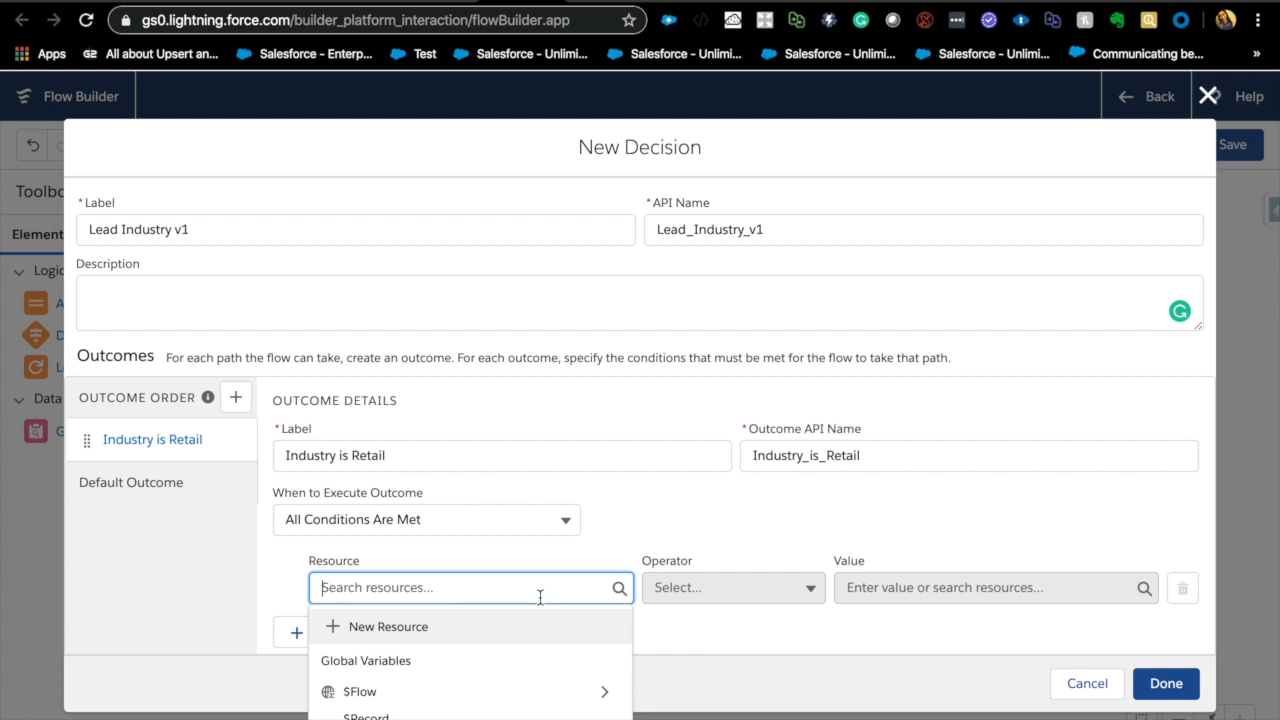 gs0.lightning.force.com/builder_platform_interaction/flowBuilder.app
Apps
G2 All about Upsert an...
Salesforce – Enterp...
Test
Salesforce – Unlimi...
Salesforce – Unlimi...
Salesforce – Unlimi...
Salesforce – Unlimi...
Communicating be...
»
Flow Builder
Back
Help
New Decision
Save
Toolbo
* Label
* API Name
Lead Industry v1
Lead_Industry_v1
Element
Description
Logic
A
D
L
Outcomes For each path the flow can take, create an outcome. For each outcome, specify the conditions that must be met for the flow to take that path.
Data
G
OUTCOME ORDER
OUTCOME DETAILS
Industry is Retail
* Label
* Outcome API Name
Industry is Retail
Industry_is_Retail
Default Outcome
When to Execute Outcome
All Conditions Are Met
Resource
Operator
Value
Search resources...
Select...
Enter value or search resources...
New Resource
Global Variables
$Flow
$Record
Cancel
Done